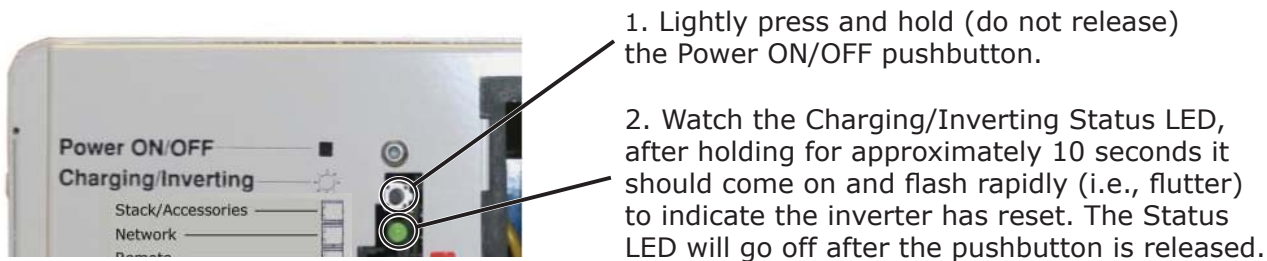 1. Lightly press and hold (do not release)
the Power ON/OFF pushbutton.
2. Watch the Charging/Inverting Status LED,
after holding for approximately 10 seconds it
should come on and flash rapidly (i.e., flutter)
to indicate the inverter has reset. The Status
LED will go off after the pushbutton is released.
Power ON/OFF
Charging/Inverting
Stack/Accessories
Network